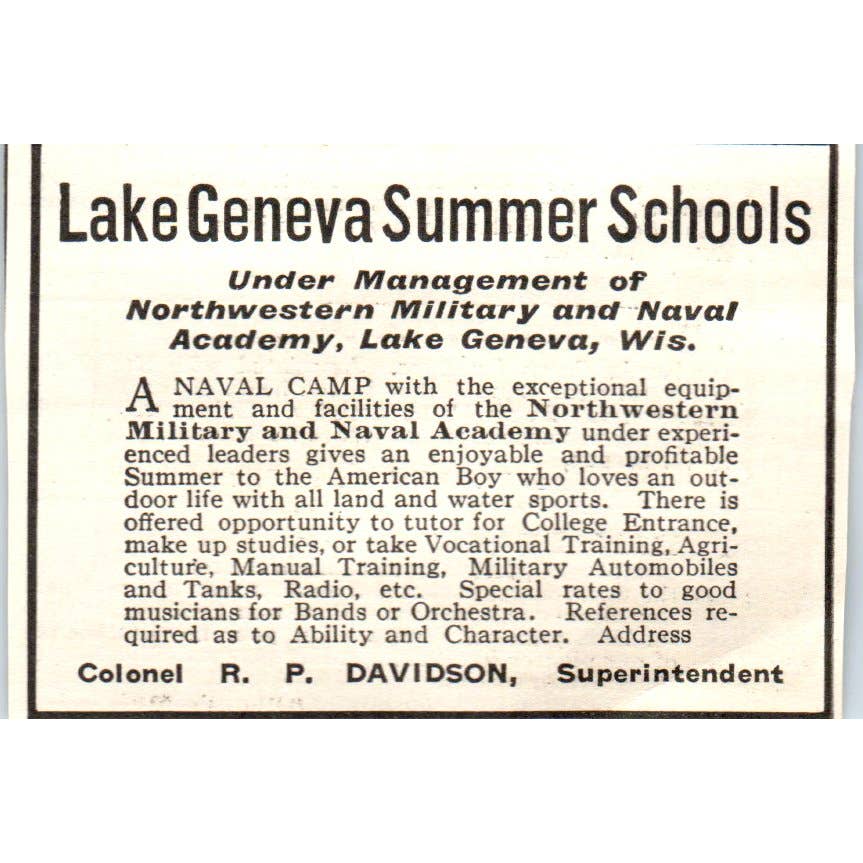 Lake Geneva Summer Schools
Under Management of
Northwestern Military and Naval
Academy, Lake Geneva, Wis.
A NAVAL CAMP with the exceptional equip-
ment and facilities of the Northwestern
Military and Naval Academy under experi-
enced leaders gives an enjoyable and profitable
Summer to the American Boy who loves an out-
door life with all land and water sports. There is
offered opportunity to tutor for College Entrance,
make up studies, or take Vocational Training, Agri-
culture, Manual Training, Military Automobiles
and Tanks, Radio, etc. Special rates to good
musicians for Bands or Orchestra. References re-
quired as to Ability and Character. Address
Colonel R. P. DAVIDSON, Superintendent